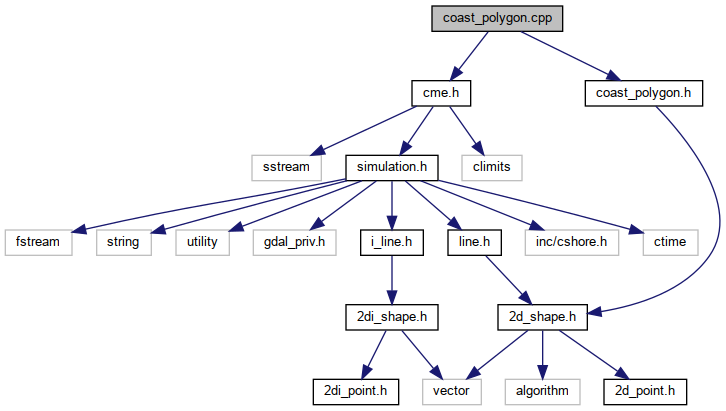 coast_polygon.cpp
cme.h
coast_polygon.h
sstream
simulation.h
climits
fstream
string
utility
gdal_priv.h
i_line.h
line.h
inc/cshore.h
ctime
2di_shape.h
2d_shape.h
2di_point.h
vector
algorithm
2d_point.h